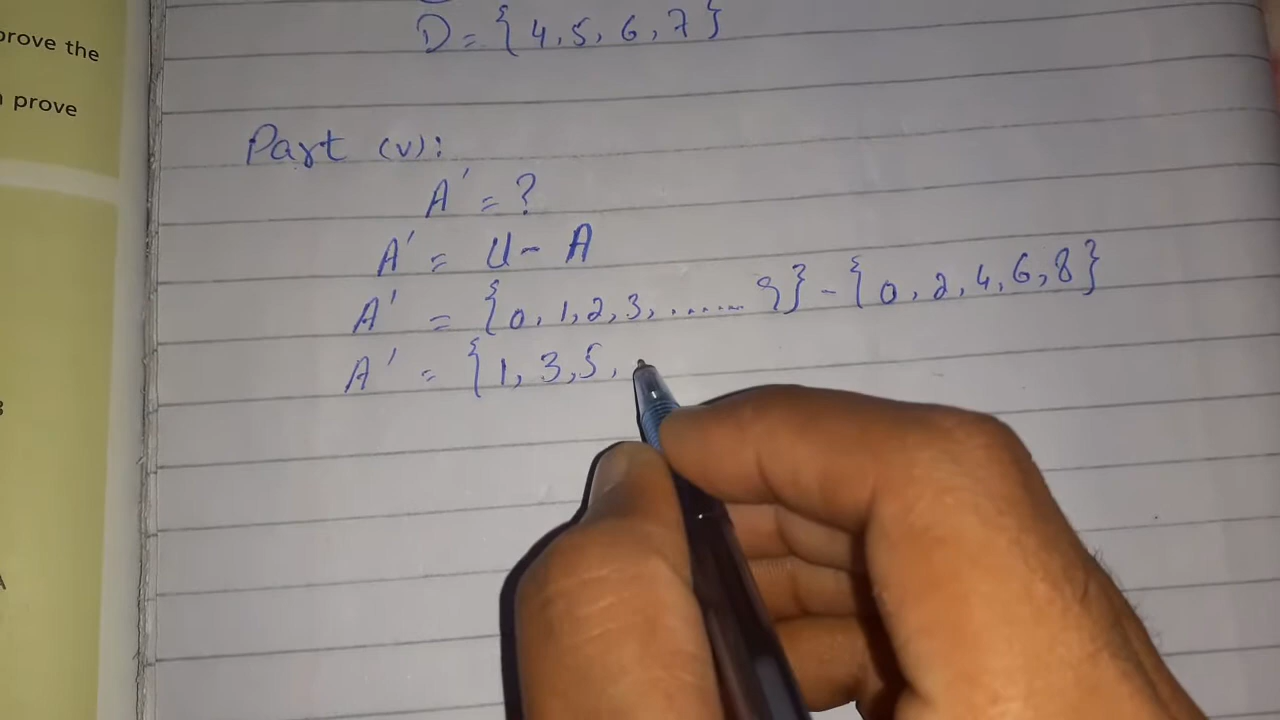 prove the
prove
D = {4, 5, 6, 7}
Part (v):
A' = ?
A' = U - A
A' = {0, 1, 2, 3, ...... 9} - {0, 2, 4, 6, 8}
A' = {1, 3, 5,